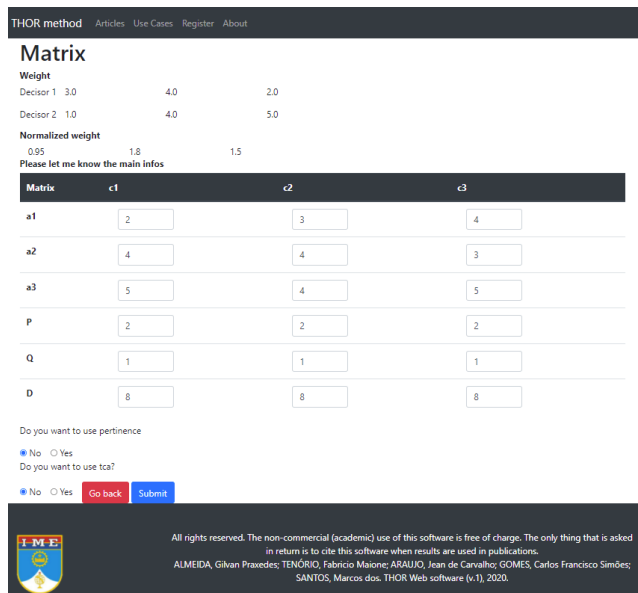 THOR method Articles Use Cases Register About
Matrix
Weight
Decisor 1 3.0 4.0 2.0
Decisor 2 1.0 4.0 5.0
Normalized weight
0.95 1.8 1.5
Please let me know the main infos
Matrix c1 c2 c3
a1 2 3 4
a2 4 4 3
a3 5 4 5
P 2 2 2
Q 1 1 1
D 8 8 8
Do you want to use pertinence
No Yes
Do you want to use tca?
No Yes Go back Submit
I M E
All rights reserved. The non-commercial (academic) use of this software is free of charge. The only thing that is asked
in return is to cite this software when results are used in publications.
ALMEIDA, Gilvan Praxedes; TENÓRIO, Fabricio Maione; ARAUJO, Jean de Carvalho; GOMES, Carlos Francisco Simões;
SANTOS, Marcos dos. THOR Web software (v.1), 2020.